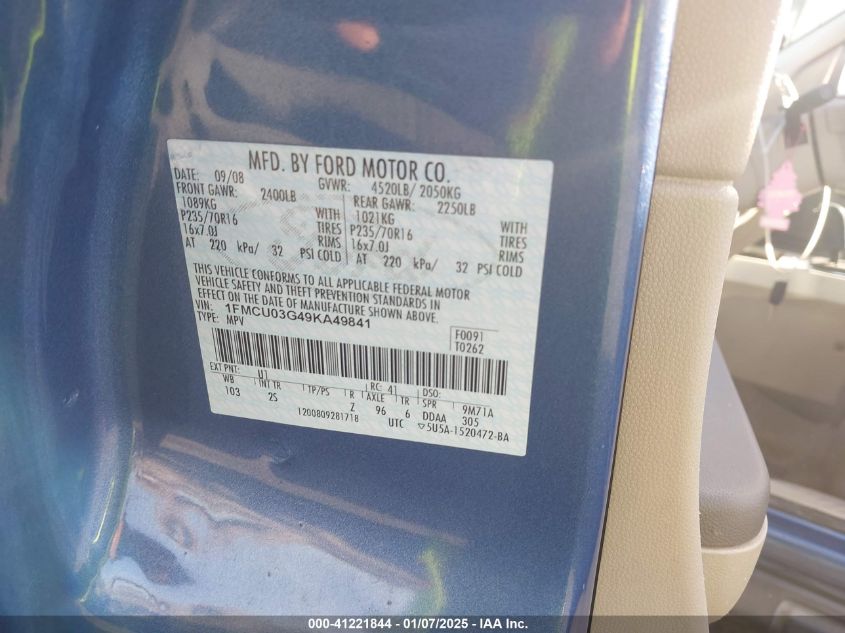 MFD. BY FORD MOTOR CO.
DATE: 09/08 GVWR: 4520LB/ 2050KG
FRONT GAWR: 2400LB REAR GAWR: 2250LB
1089KG WITH 1021KG WITH
P235/70R16 TIRES P235/70R16 TIRES
16x7.0J RIMS 16x7.0J RIMS
AT 220 kPa/ 32 PSI COLD AT 220 kPa/ 32 PSI COLD
THIS VEHICLE CONFORMS TO ALL APPLICABLE FEDERAL MOTOR
VEHICLE SAFETY AND THEFT PREVENTION STANDARDS IN
EFFECT ON THE DATE OF MANUFACTURE SHOWN ABOVE.
VIN: 1FMCU03G49KA49841 F0091
TYPE: MPV T0262
EXT PNT: U1 RC: 41 DSO:
WB INT TR TP/PS R AXLE TR SPR 9M71A
103 2S Z 96 6 DDAA 305
1200809281718 UTC ▽5U5A-1520472-BA
000-41221844 - 01/07/2025 - IAA Inc.